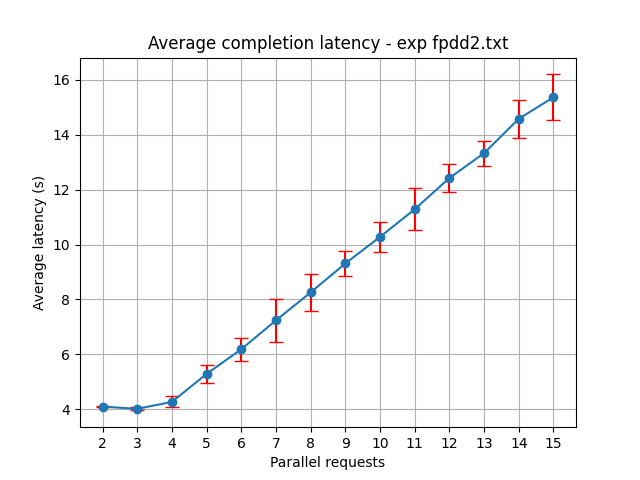 Average completion latency - exp fpdd2.txt
Average latency (s)
16
14
12
10
8
6
4
2 3 4 5 6 7 8 9 10 11 12 13 14 15
Parallel requests